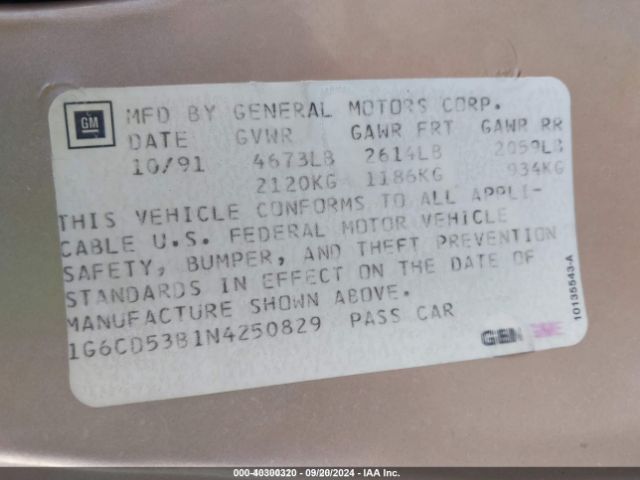 GM
MFD BY GENERAL MOTORS CORP.
DATE GVWR GAWR FRT GAWR RR
10/91 4673LB 2614LB 2059LB
2120KG 1186KG 934KG
THIS VEHICLE CONFORMS TO ALL APPLI-
CABLE U.S. FEDERAL MOTOR VEHICLE
SAFETY, BUMPER, AND THEFT PREVENTION
STANDARDS IN EFFECT ON THE DATE OF
MANUFACTURE SHOWN ABOVE.
1G6CD53B1N4250829 PASS CAR
10135543-A
000-40300320 - 09/20/2024 - IAA Inc.